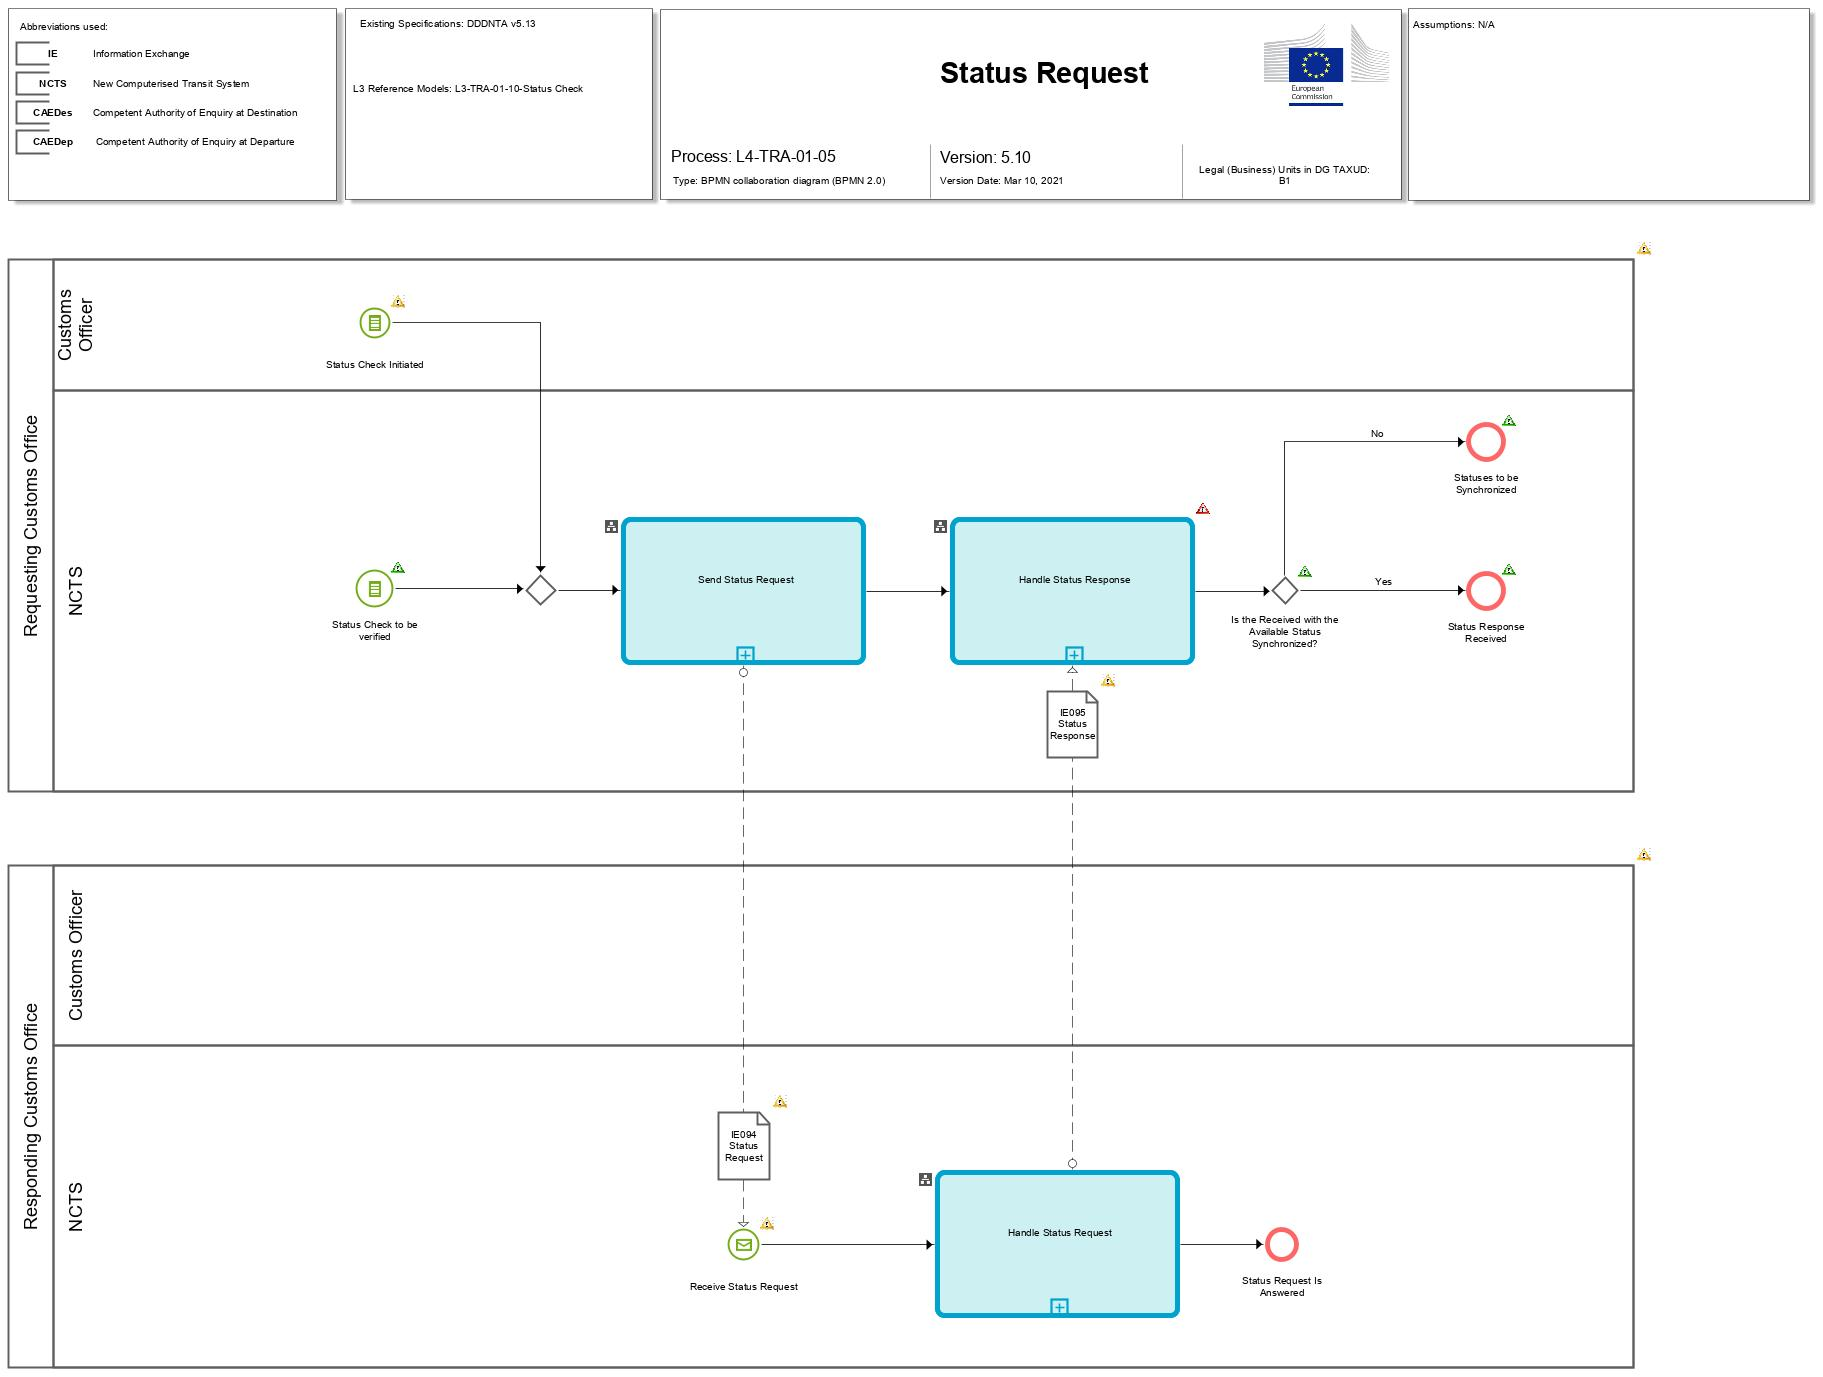 Abbreviations used:
IE Information Exchange
NCTS New Computerised Transit System
CAEDes Competent Authority of Enquiry at Destination
CAEDep Competent Authority of Enquiry at Departure
Existing Specifications: DDDNTA v5.13
L3 Reference Models: L3-TRA-01-10-Status Check
Status Request
European
Commission
Process: L4-TRA-01-05
Type: BPMN collaboration diagram (BPMN 2.0)
Version: 5.10
Version Date: Mar 10, 2021
Legal (Business) Units in DG TAXUD:
B1
Assumptions: N/A
Requesting Customs Office
Customs
Officer
Status Check Initiated
NCTS
Status Check to be
verified
Send Status Request
Handle Status Response
Is the Received with the
Available Status
Synchronized?
No
Statuses to be
Synchronized
Yes
Status Response
Received
IE095
Status
Response
Responding Customs Office
Customs Officer
NCTS
IE094
Status
Request
Receive Status Request
Handle Status Request
Status Request Is
Answered